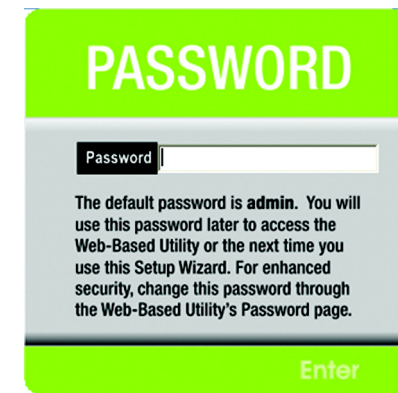 PASSWORD
Password
The default password is admin. You will
use this password later to access the
Web-Based Utility or the next time you
use this Setup Wizard. For enhanced
security, change this password through
the Web-Based Utility's Password page.
Enter